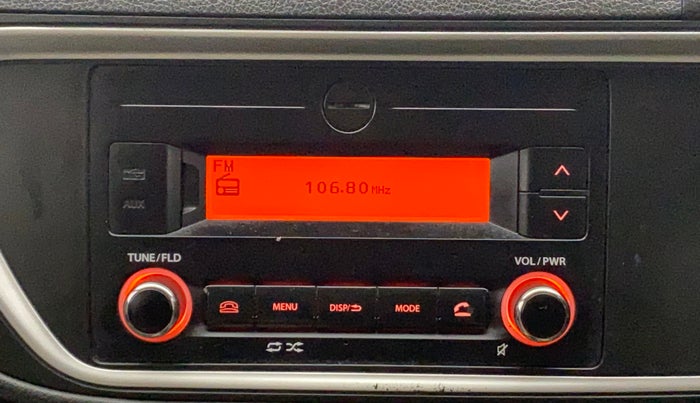 FM
106.80 MHz
AUX
TUNE/FLD
VOL/PWR
MENU
DISP/
MODE